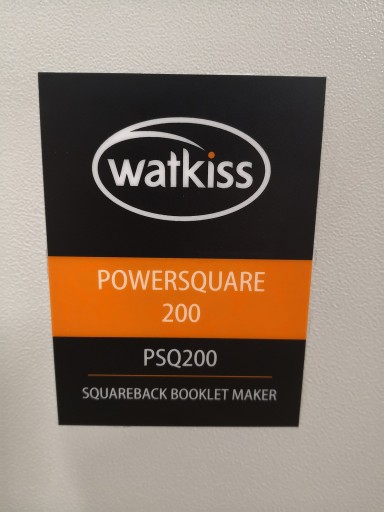 watkiss
POWERSQUARE
200
PSQ200
SQUAREBACK BOOKLET MAKER